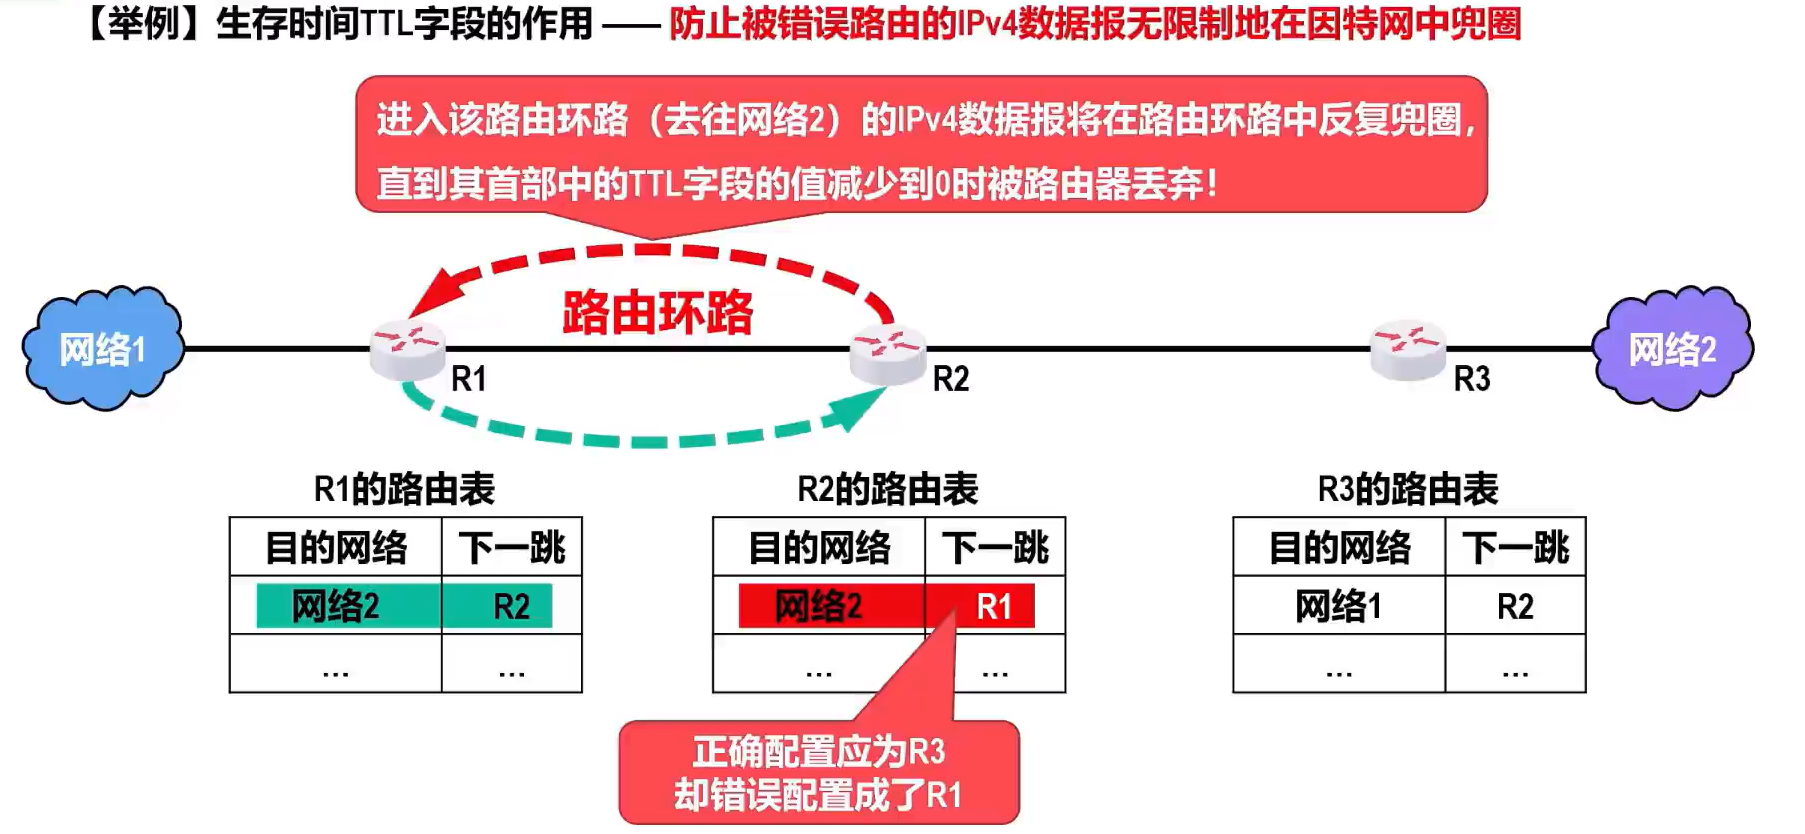 【举例】生存时间TTL字段的作用 —— 防止被错误路由的IPv4数据报无限制地在因特网中兜圈
进入该路由环路（去往网络2）的IPv4数据报将在路由环路中反复兜圈，
直到其首部中的TTL字段的值减少到0时被路由器丢弃！
路由环路
网络1
R1
R2
R3
网络2
R1的路由表
目的网络 下一跳
网络2 R2
... ...
R2的路由表
目的网络 下一跳
网络2 R1
... ...
R3的路由表
目的网络 下一跳
网络1 R2
... ...
正确配置应为R3
却错误配置成了R1